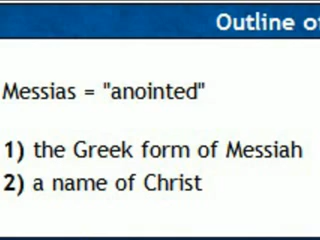 Outline of
Messias = "anointed"
1) the Greek form of Messiah
2) a name of Christ